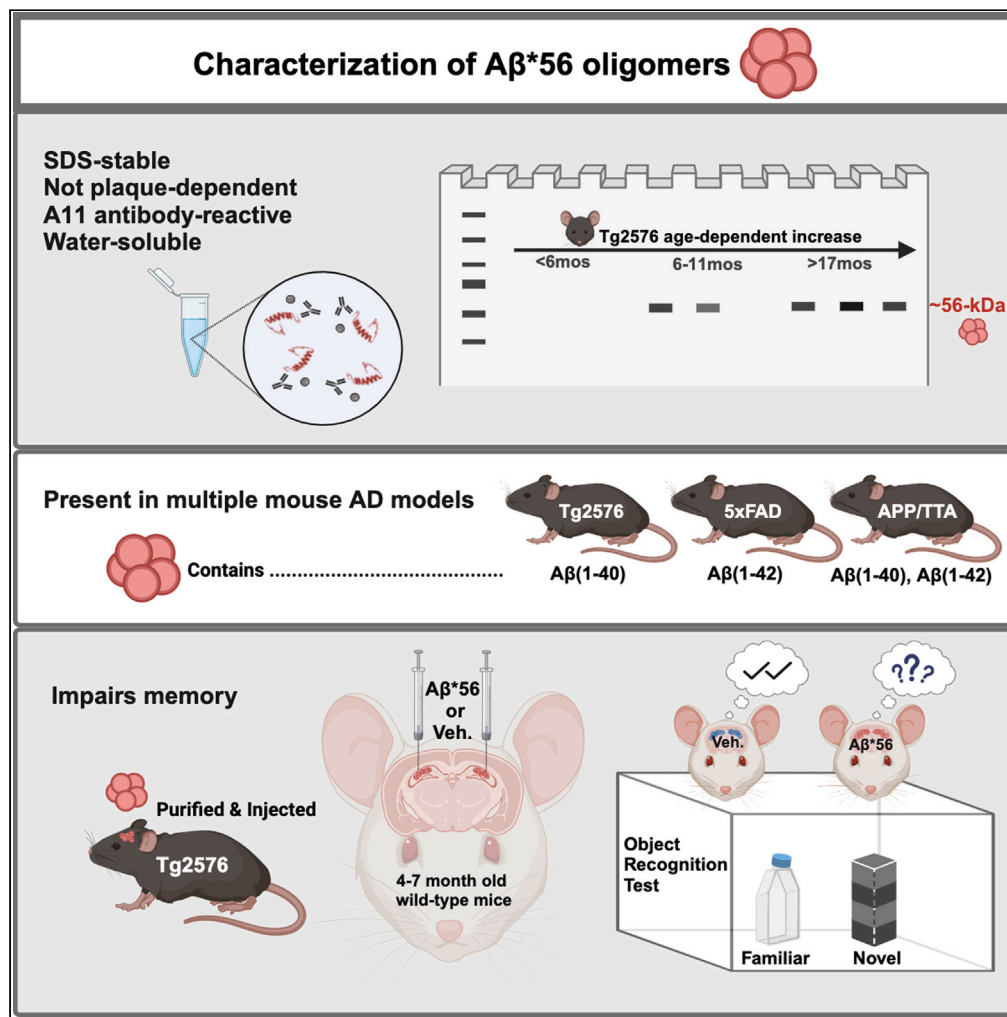 Characterization of Aβ*56 oligomers
SDS-stable
Not plaque-dependent
A11 antibody-reactive
Water-soluble
Tg2576 age-dependent increase
<6mos 6-11mos >17mos
~56-kDa
Present in multiple mouse AD models
Tg2576 5xFAD APP/TTA
Contains ....................................
Aβ(1-40) Aβ(1-42) Aβ(1-40), Aβ(1-42)
Impairs memory
Purified & Injected
Tg2576
Aβ*56
or
Veh.
4-7 month old
wild-type mice
???
Veh. Aβ*56
Object
Recognition
Test
Familiar Novel